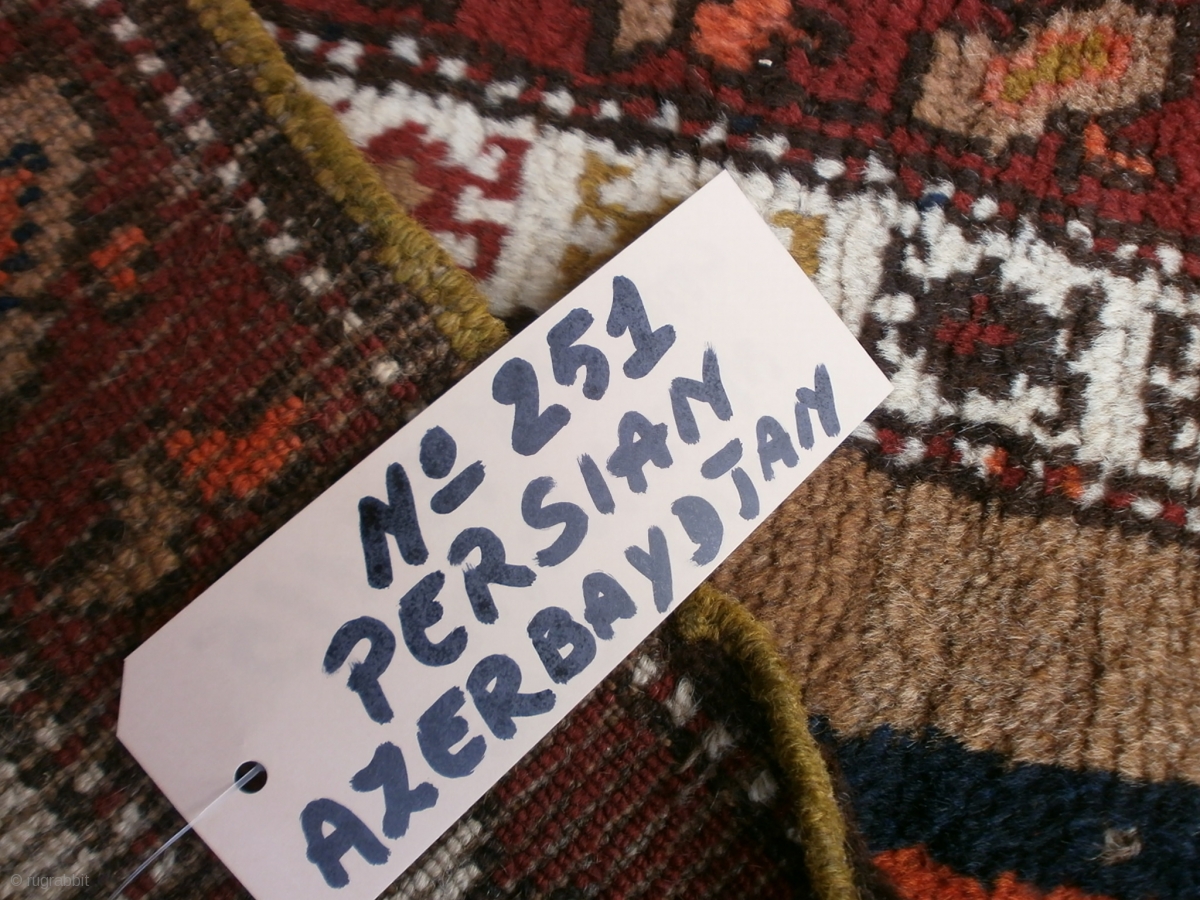 Nº 251
PERSIAN
AZERBAYDJAN
© rugrabbit